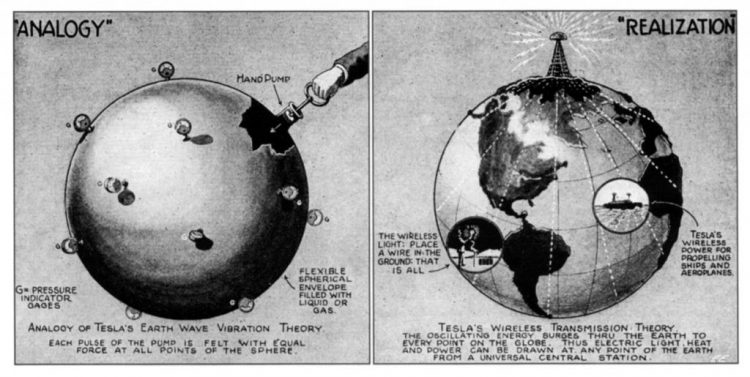 "ANALOGY"
HAND PUMP
G = PRESSURE
INDICATOR
GAGES
FLEXIBLE
SPHERICAL
ENVELOPE
FILLED WITH
LIQUID OR
GAS.
ANALOGY OF TESLA'S EARTH WAVE VIBRATION THEORY
EACH PULSE OF THE PUMP IS FELT WITH EQUAL
FORCE AT ALL POINTS OF THE SPHERE.
"REALIZATION"
THE WIRELESS
LIGHT: PLACE
A WIRE IN THE
GROUND: THAT
IS ALL
TESLA'S
WIRELESS
POWER FOR
PROPELLING
SHIPS AND
AEROPLANES.
TESLA'S WIRELESS TRANSMISSION THEORY.
THE OSCILLATING ENERGY SURGES THRU THE EARTH TO
EVERY POINT ON THE GLOBE. THUS ELECTRIC LIGHT, HEAT
AND POWER CAN BE DRAWN AT ANY POINT OF THE EARTH
FROM A UNIVERSAL CENTRAL STATION.